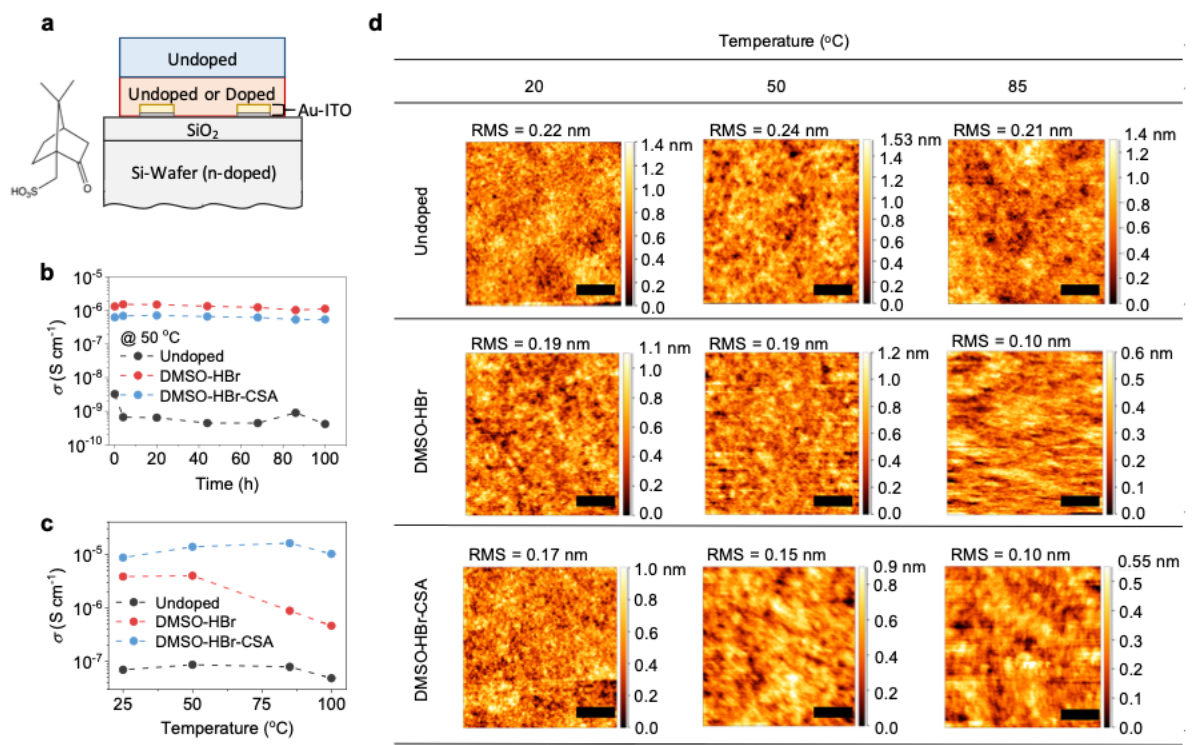 a
Undoped
Undoped or Doped
Au-ITO
SiO2
Si-Wafer (n-doped)
HO3S
O
b
10-5
10-6
10-7
10-8
10-9
10-10
σ (S cm-1)
@ 50 oC
Undoped
DMSO-HBr
DMSO-HBr-CSA
0 20 40 60 80 100
Time (h)
c
10-5
10-6
10-7
σ (S cm-1)
Undoped
DMSO-HBr
DMSO-HBr-CSA
25 50 75 100
Temperature (oC)
d
Temperature (oC)
20 50 85
Undoped
RMS = 0.22 nm
1.4 nm
1.2
1.0
0.8
0.6
0.4
0.2
0.0
RMS = 0.24 nm
1.53 nm
1.2
1.0
0.8
0.6
0.4
0.2
0.0
RMS = 0.21 nm
1.4 nm
1.2
1.0
0.8
0.6
0.4
0.2
0.0
DMSO-HBr
RMS = 0.19 nm
1.1 nm
0.8
0.6
0.4
0.2
0.0
RMS = 0.19 nm
1.2 nm
1.0
0.8
0.6
0.4
0.2
0.0
RMS = 0.10 nm
0.6 nm
0.5
0.4
0.3
0.2
0.1
0.0
DMSO-HBr-CSA
RMS = 0.17 nm
1.0 nm
0.8
0.6
0.4
0.2
0.0
RMS = 0.15 nm
0.9 nm
0.8
0.6
0.4
0.2
0.0
RMS = 0.10 nm
0.55 nm
0.5
0.4
0.3
0.2
0.1
0.0